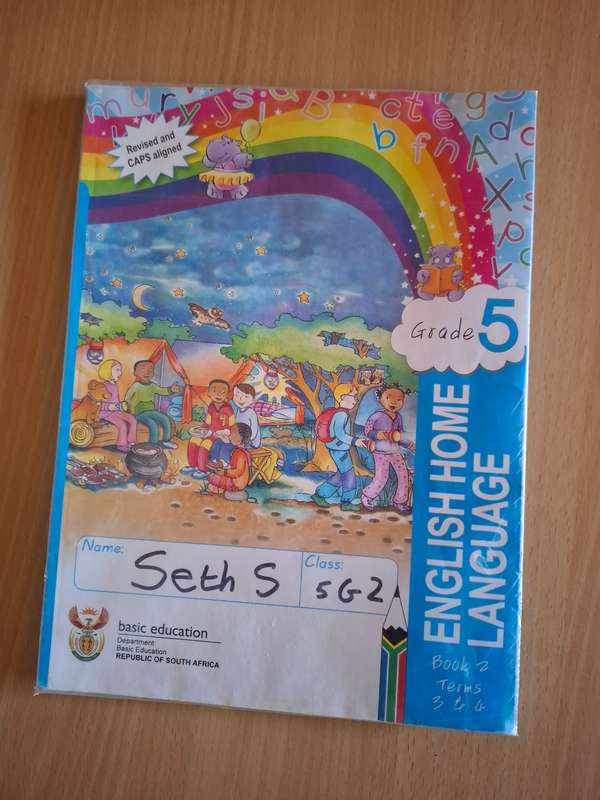 Revised and
CAPS aligned
Grade 5
ENGLISH HOME
LANGUAGE
Book 2
Terms
3 & 4
Name: Seth S
Class: 5G2
basic education
Department:
Basic Education
REPUBLIC OF SOUTH AFRICA